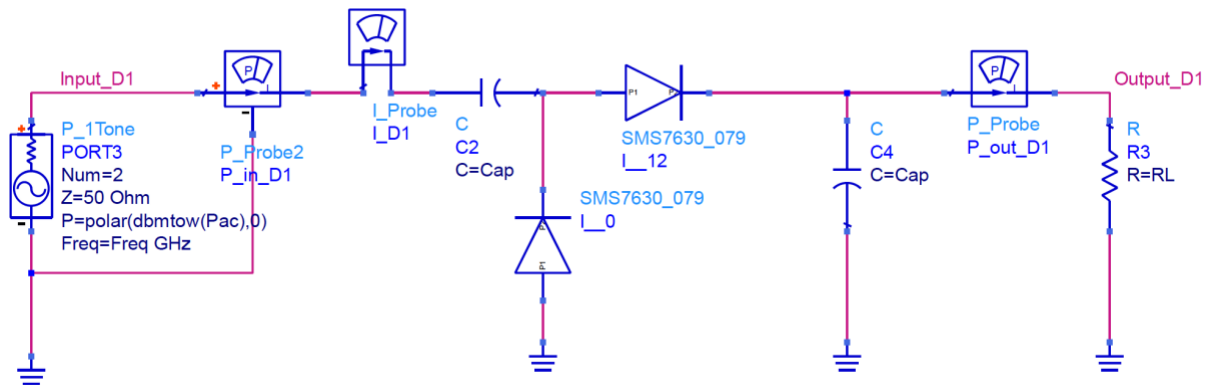 Input_D1
P
P_1Tone
PORT3
Num=2
Z=50 Ohm
P=polar(dbmtow(Pac),0)
Freq=Freq GHz
P_Probe2
P_in_D1
I_Probe
I_D1
C
C2
C=Cap
P1
SMS7630_079
I__12
SMS7630_079
I__0
P1
C
C4
C=Cap
P
P_Probe
P_out_D1
Output_D1
R
R3
R=RL